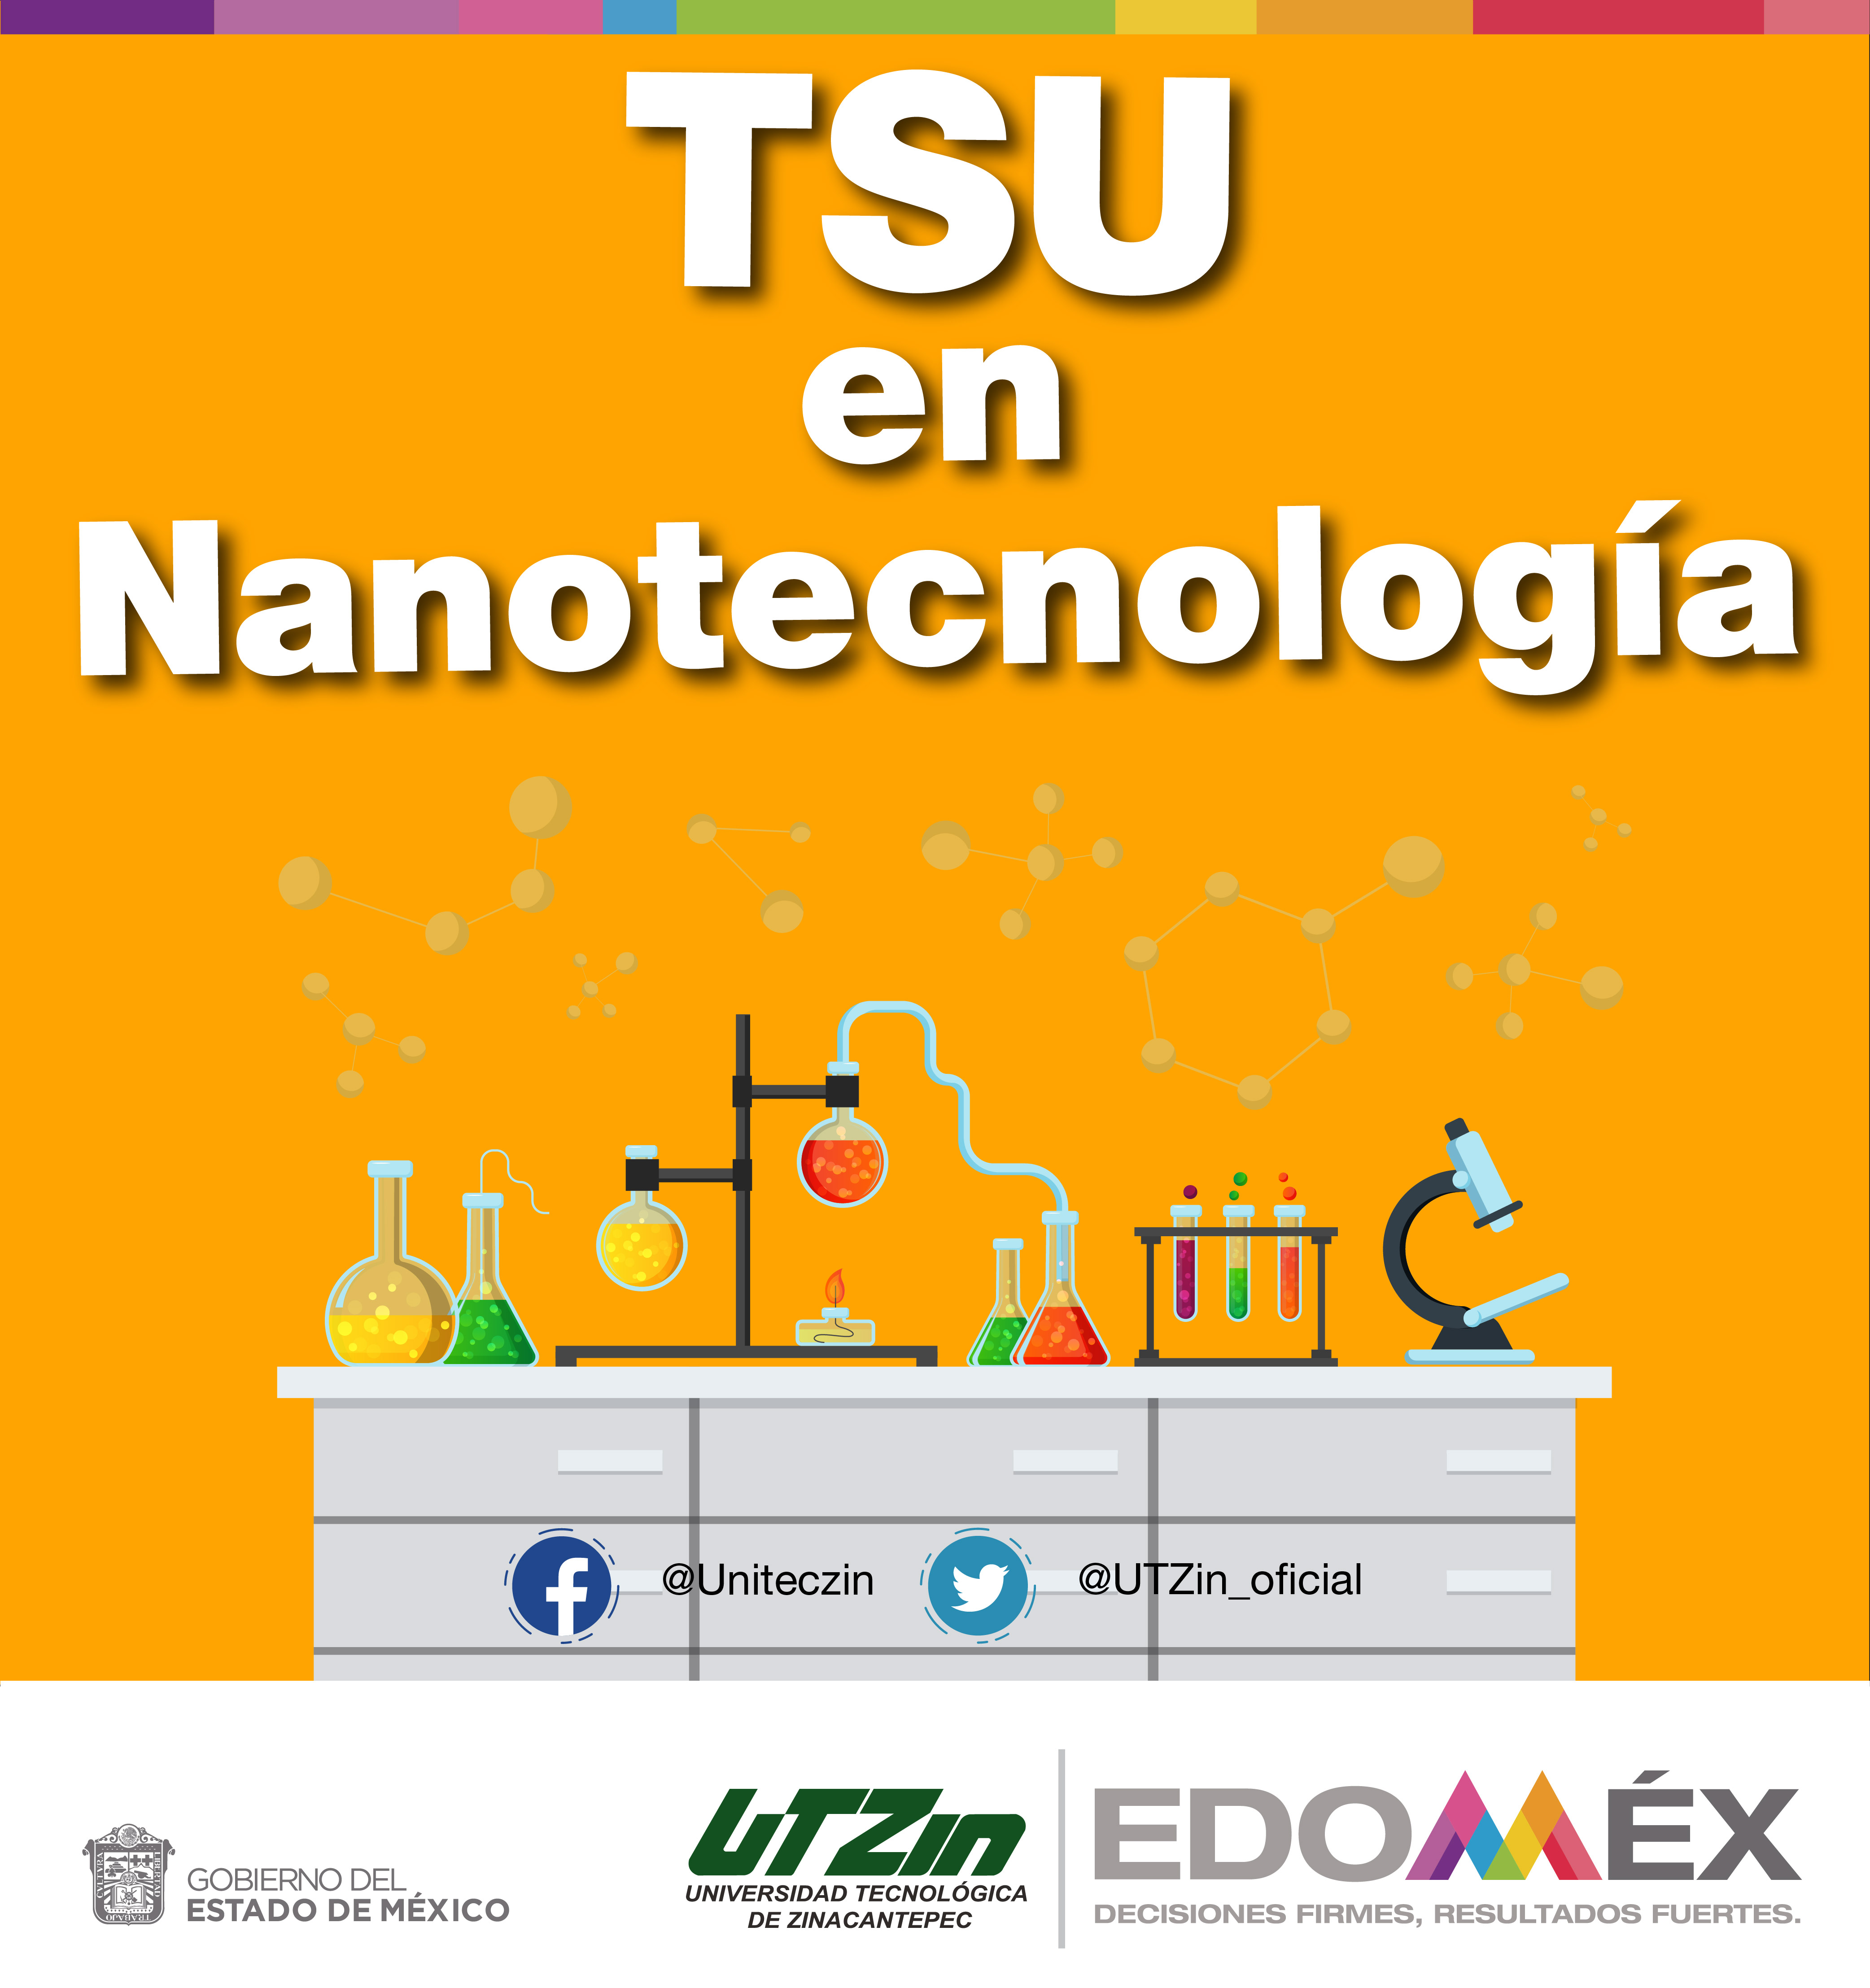 TSU
en
Nanotecnología
@Uniteczin
@UTZin_oficial
GOBIERNO DEL
ESTADO DE MÉXICO
UTZin
UNIVERSIDAD TECNOLÓGICA
DE ZINACANTEPEC
EDOMÉX
DECISIONES FIRMES, RESULTADOS FUERTES.